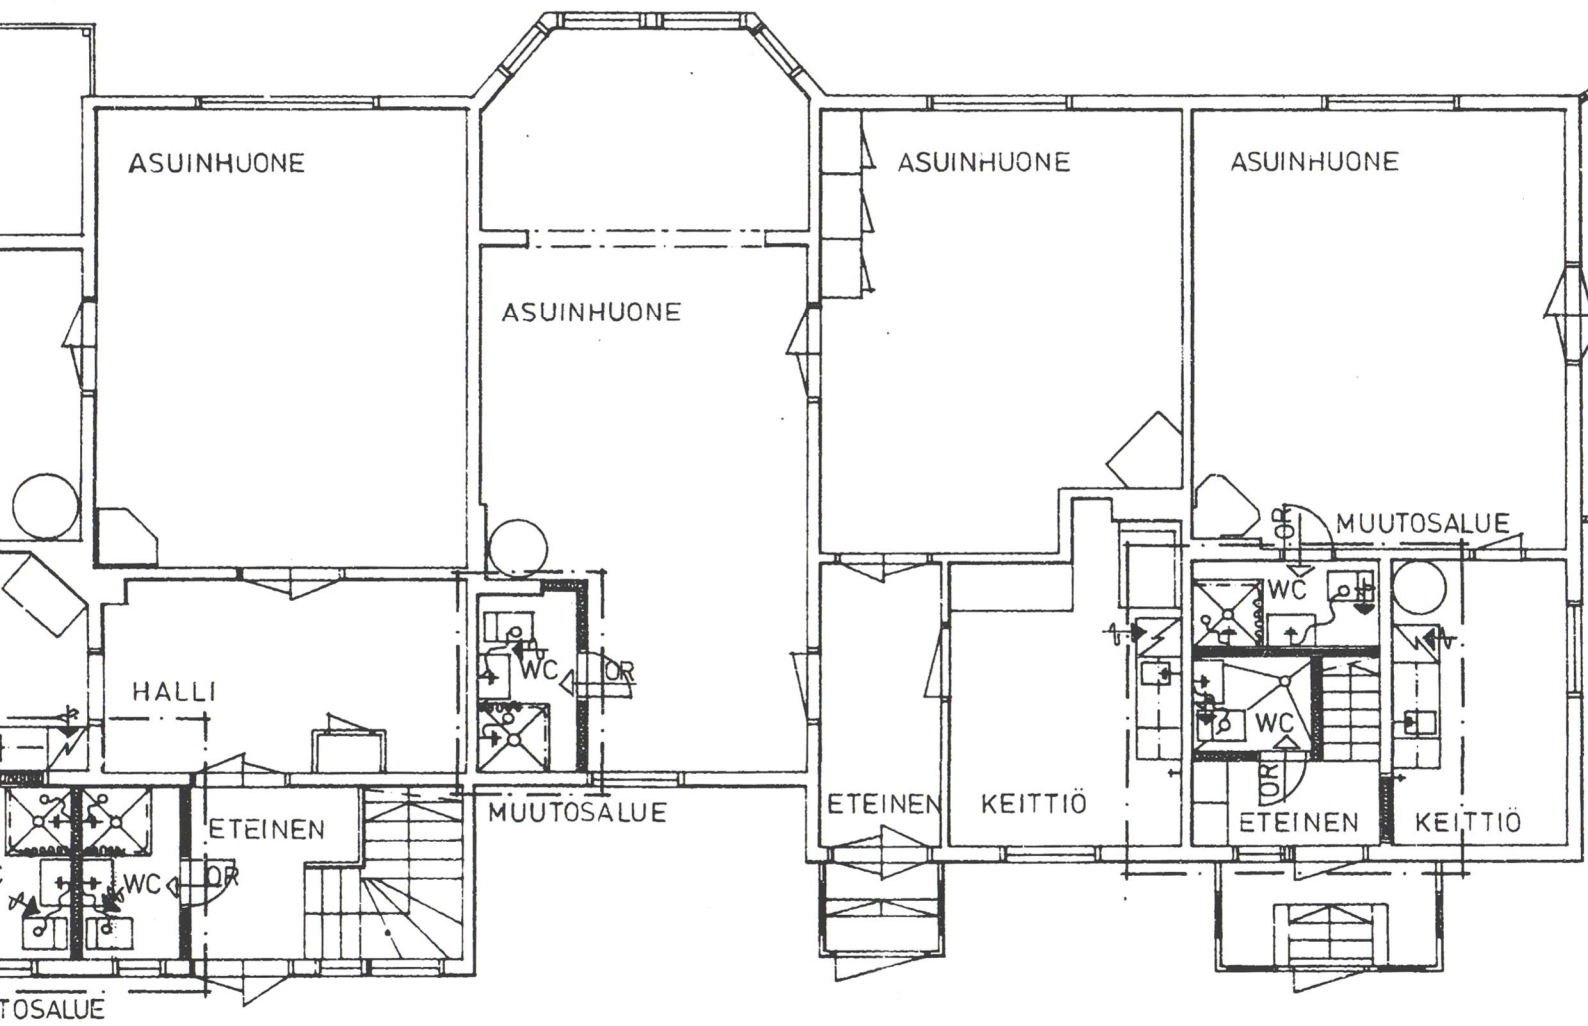 ASUINHUONE
ASUINHUONE
ASUINHUONE
ASUINHUONE
OR
MUUTOSALUE
WC
WC
OR
HALLI
WC
OR
ETEINEN
KEITTIÖ
MUUTOSALUE
ETEINEN
ETEINEN
KEITTIÖ
WC
OR
TOSALUE